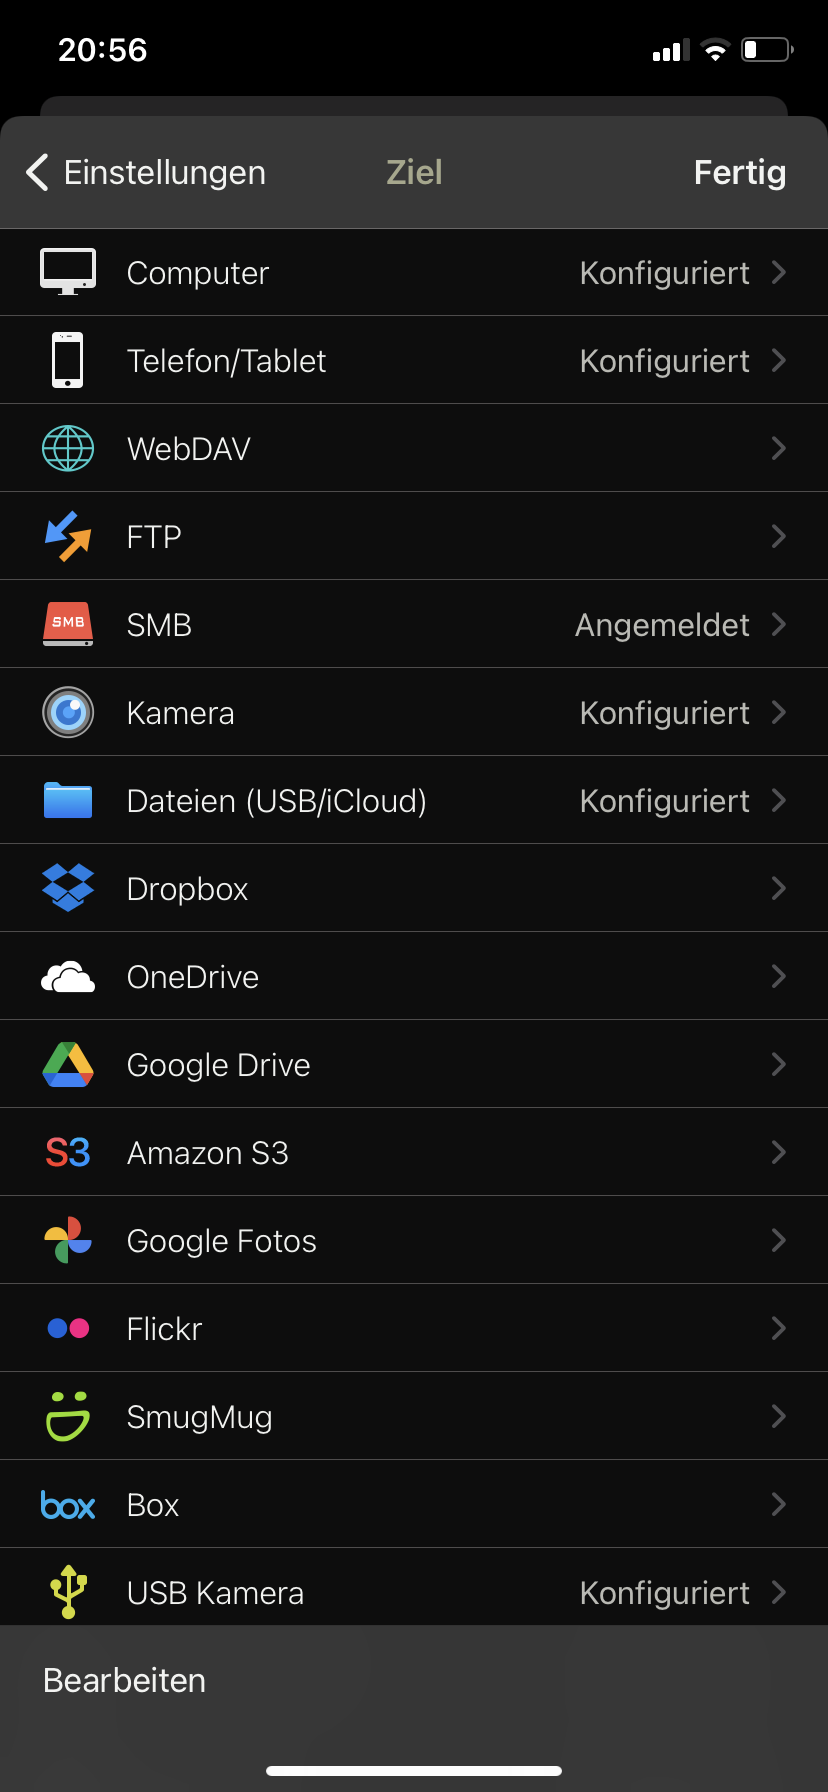 20:56
Einstellungen Ziel Fertig
Computer Konfiguriert
Telefon/Tablet Konfiguriert
WebDAV
FTP
SMB SMB Angemeldet
Kamera Konfiguriert
Dateien (USB/iCloud) Konfiguriert
Dropbox
OneDrive
Google Drive
S3 Amazon S3
Google Fotos
Flickr
SmugMug
box Box
USB Kamera Konfiguriert
Bearbeiten